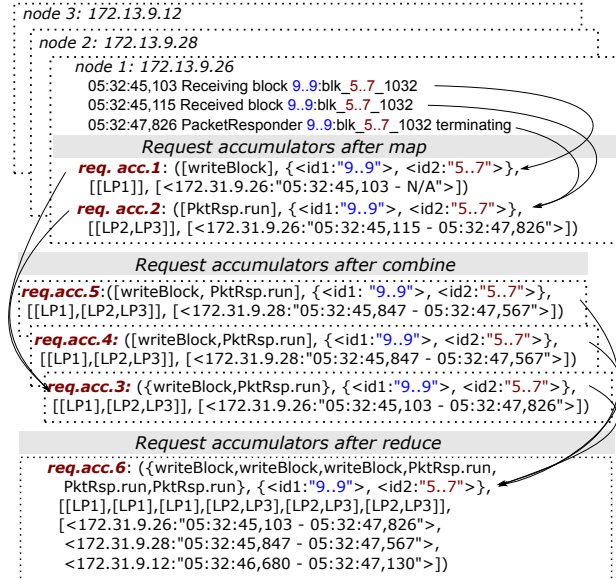 node 3: 172.13.9.12
node 2: 172.13.9.28
node 1: 172.13.9.26
05:32:45,103 Receiving block 9..9:blk_5..7_1032
05:32:45,115 Received block 9..9:blk_5..7_1032
05:32:47,826 PacketResponder 9..9:blk_5..7_1032 terminating
Request accumulators after map
req. acc.1: ([writeBlock], {<id1:"9..9">, <id2:"5..7">},
[[LP1]], [<172.31.9.26:"05:32:45,103 - N/A">])
req. acc.2: ([PktRsp.run], {<id1:"9..9">, <id2:"5..7">},
[[LP2,LP3]], [<172.31.9.26:"05:32:45,115 - 05:32:47,826">])
Request accumulators after combine
req.acc.5:([writeBlock, PktRsp.run], {<id1: "9..9">, <id2:"5..7">},
[[LP1],[LP2,LP3]], [<172.31.9.28:"05:32:45,847 - 05:32:47,567">])
req.acc.4: ([writeBlock,PktRsp.run], {<id1:"9..9">, <id2:"5..7">},
[[LP1],[LP2,LP3]], [<172.31.9.28:"05:32:45,847 - 05:32:47,567">])
req.acc.3: ({writeBlock,PktRsp.run}, {<id1:"9..9">, <id2:"5..7">},
[[LP1],[LP2,LP3]], [<172.31.9.26:"05:32:45,103 - 05:32:47,826">])
Request accumulators after reduce
req.acc.6: ({writeBlock,writeBlock,writeBlock,PktRsp.run,
PktRsp.run,PktRsp.run}, {<id1:"9..9">, <id2:"5..7">},
[[LP1],[LP1],[LP1],[LP2,LP3],[LP2,LP3],[LP2,LP3]],
[<172.31.9.26:"05:32:45,103 - 05:32:47,826>,
<172.31.9.28:"05:32:45,847 - 05:32:47,567">,
<172.31.9.12:"05:32:46,680 - 05:32:47,130">])